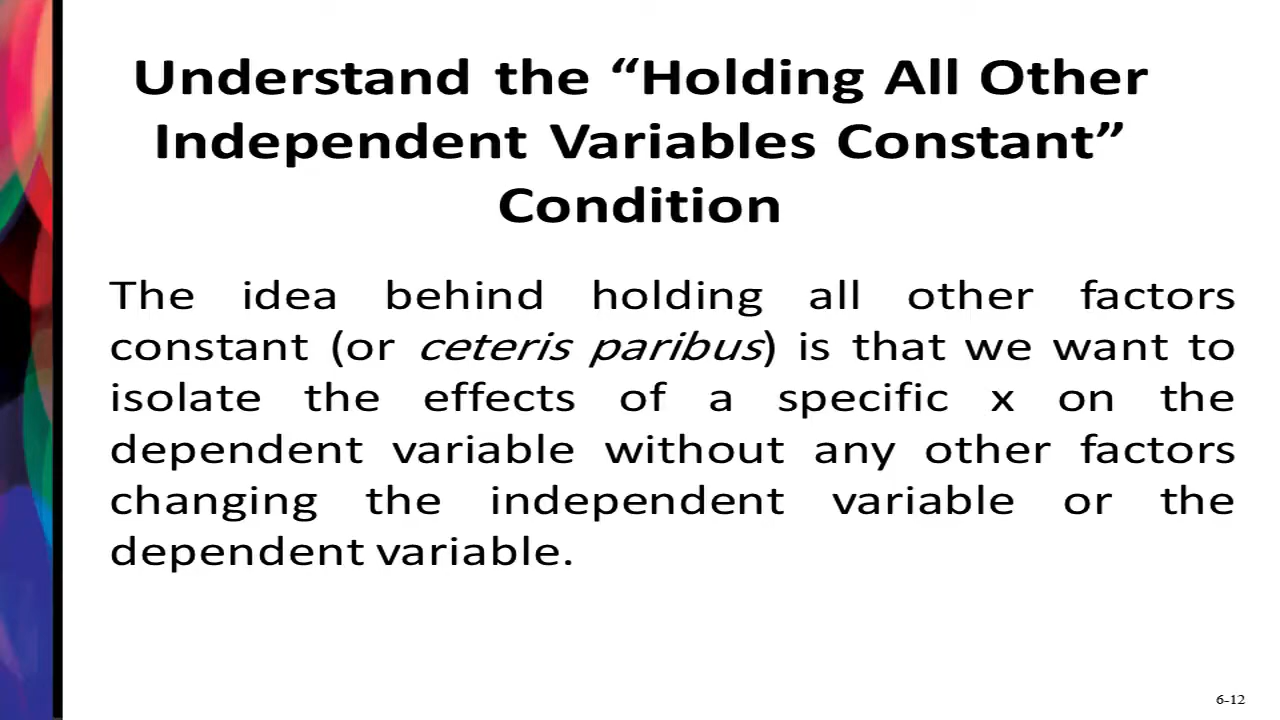 Understand the “Holding All Other
Independent Variables Constant”
Condition
The idea behind holding all other factors
constant (or ceteris paribus) is that we want to
isolate the effects of a specific x on the
dependent variable without any other factors
changing the independent variable or the
dependent variable.
6-12